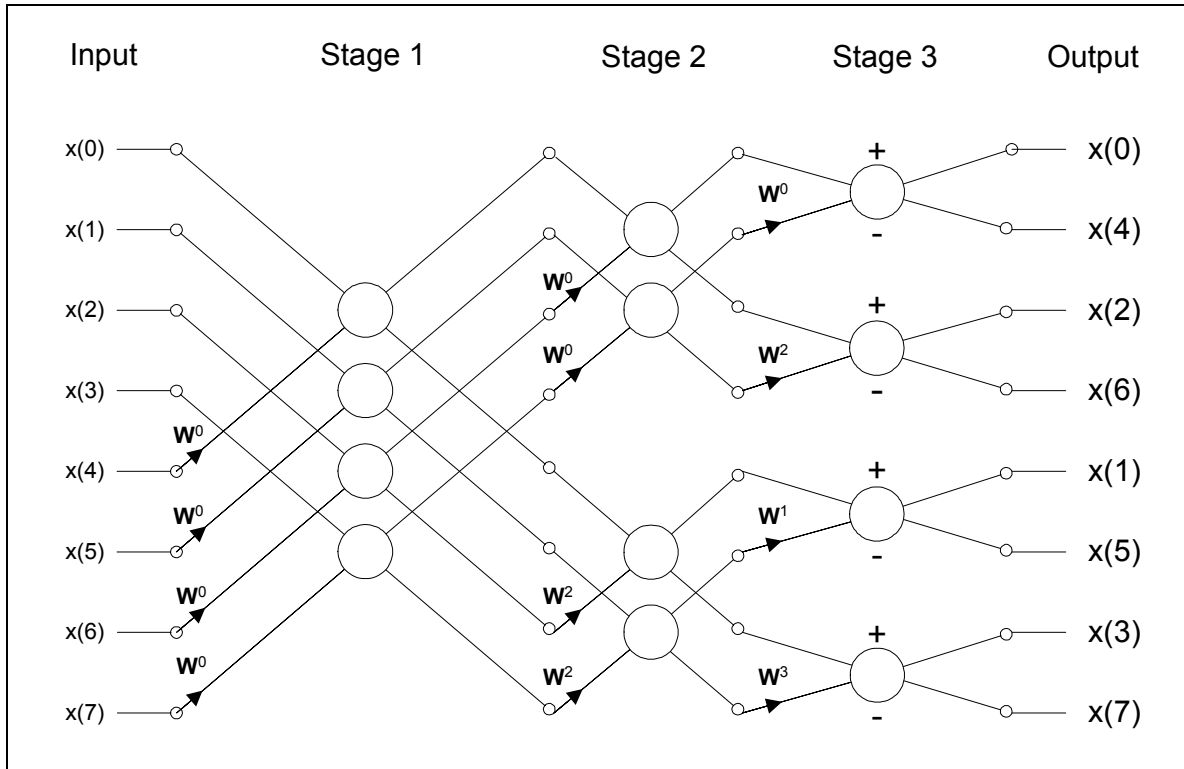 Input Stage 1 Stage 2 Stage 3 Output
x(0) + x(0)
W⁰
x(1) - x(4)
W⁰
x(2) + x(2)
W⁰ W²
x(3) - x(6)
W⁰
x(4) + x(1)
W⁰ W¹
x(5) - x(5)
W⁰ W²
x(6) + x(3)
W⁰ W² W³
x(7) - x(7)